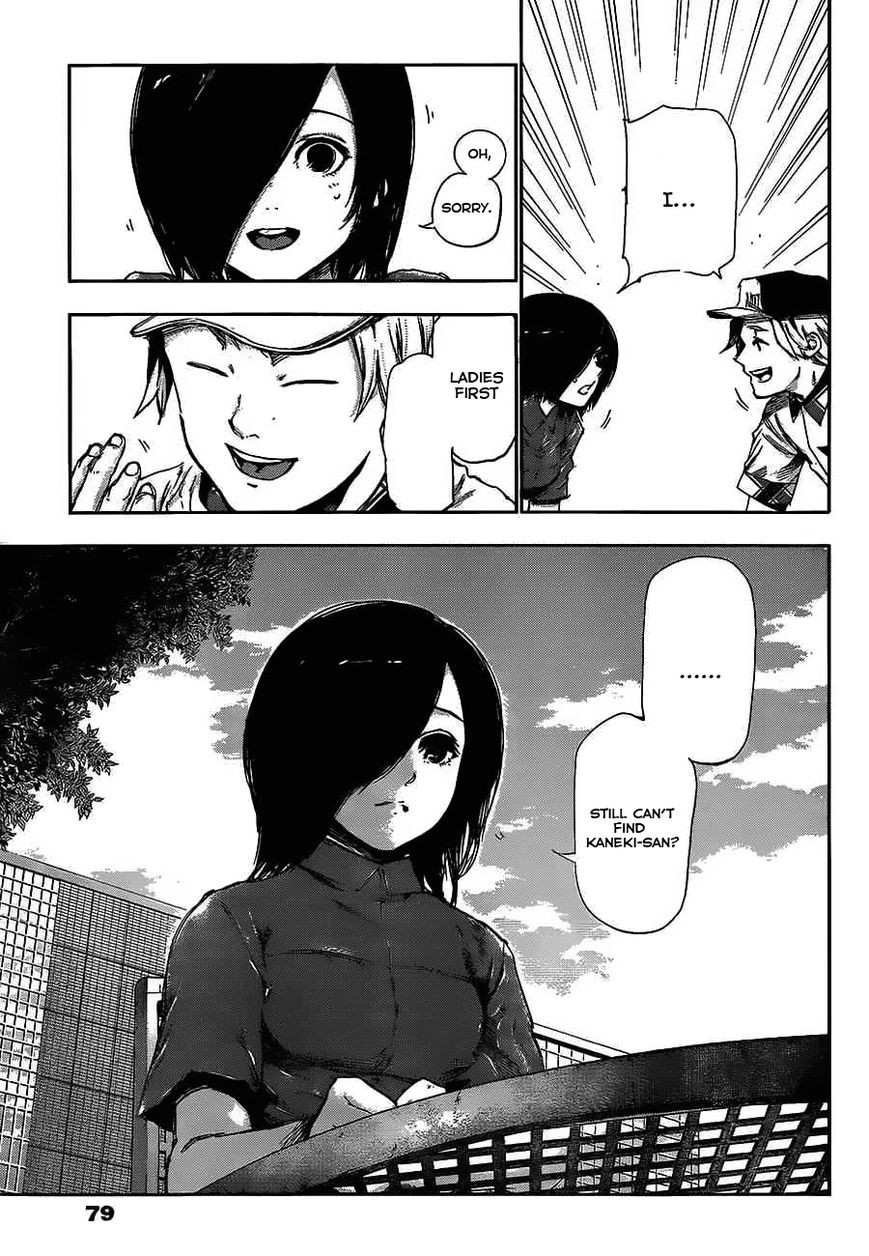 I...
OH,
SORRY.
LADIES
FIRST
......
STILL CAN'T
FIND
KANEKI-SAN?
79